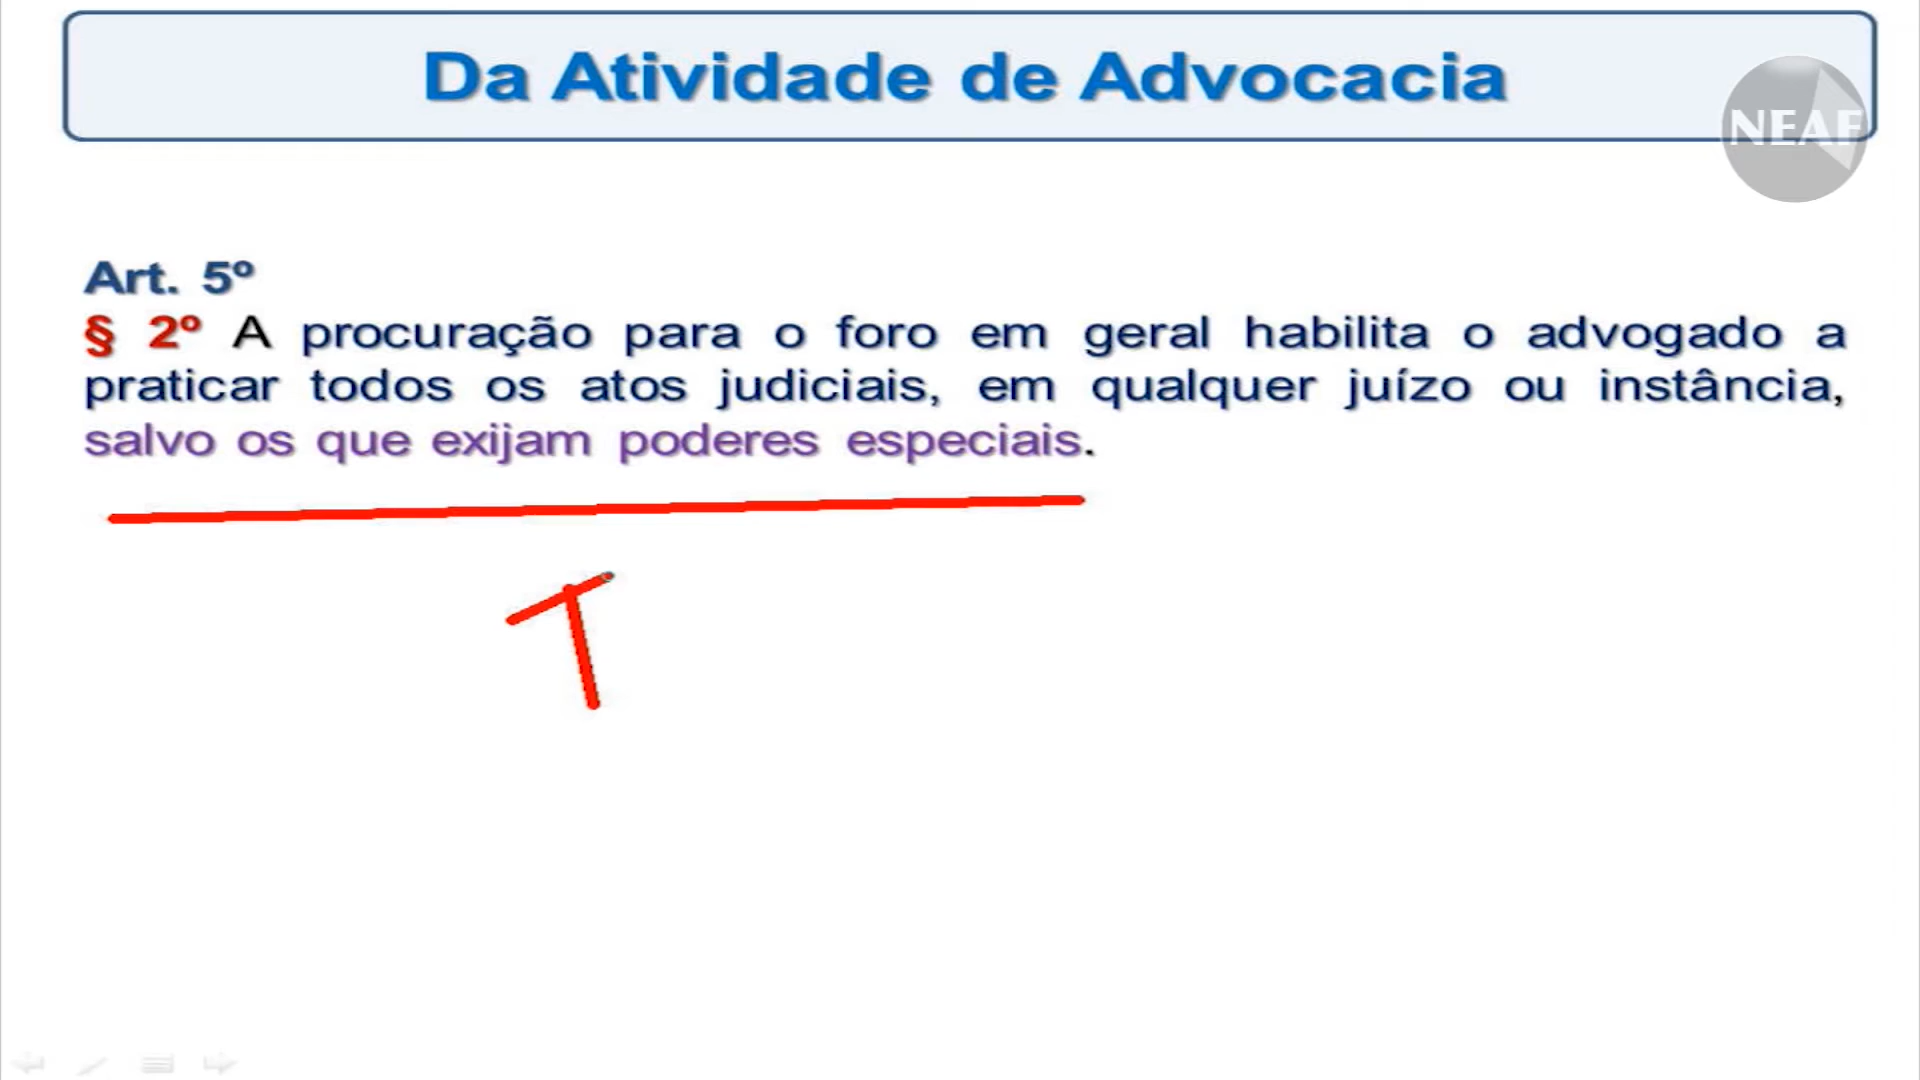 Da Atividade de Advocacia
NEAF
Art. 5º
§ 2º A procuração para o foro em geral habilita o advogado a
praticar todos os atos judiciais, em qualquer juízo ou instância,
salvo os que exijam poderes especiais.
T